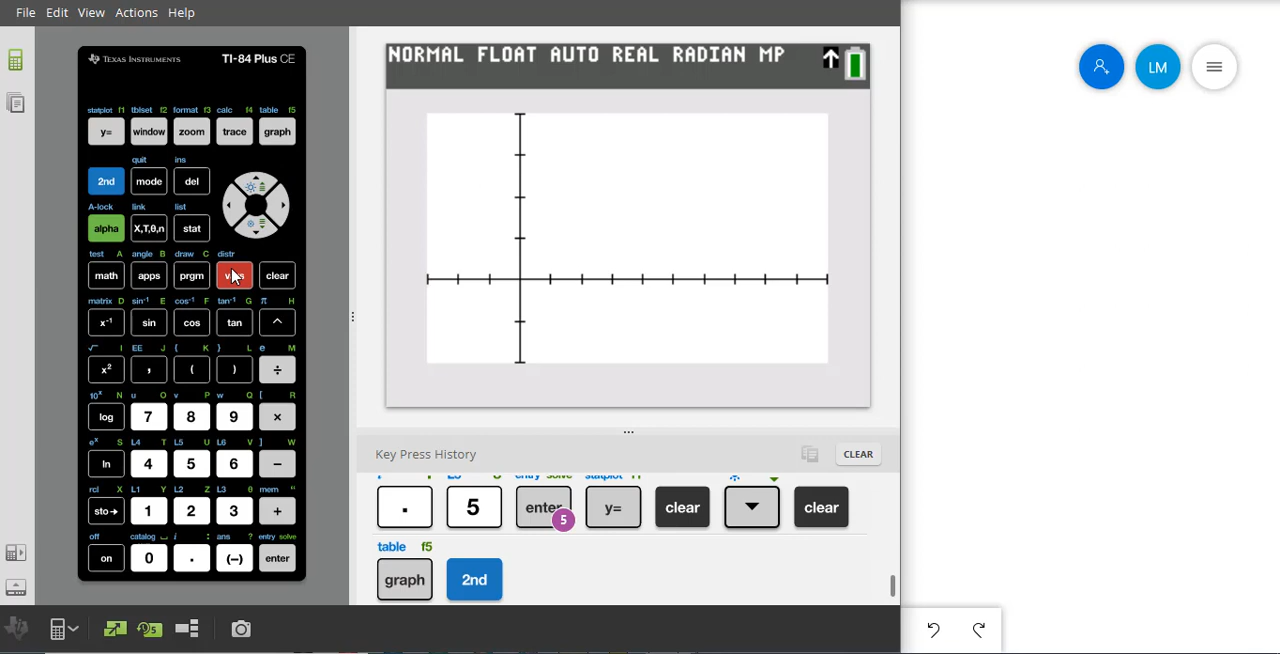 File Edit View Actions Help
TEXAS INSTRUMENTS TI-84 Plus CE
statplot f1 tblset f2 format f3 calc f4 table f5
y= window zoom trace graph
quit ins
2nd mode del
A-lock link list
alpha X,T,θ,n stat
test A angle B draw C distr
math apps prgm clear
matrix D sin⁻¹ E cos⁻¹ F tan⁻¹ G π H
x⁻¹ sin cos tan ^
√ I EE J { K } L e M
x² , ( ) ÷
10ˣ N u O v P w Q [ R
log 7 8 9 ×
eˣ S L4 T L5 U L6 V ] W
ln 4 5 6 −
rcl X L1 Y L2 Z L3 θ mem "
sto→ 1 2 3 +
off catalog ⎵ i : ans ? entry solve
on 0 . (−) enter
NORMAL FLOAT AUTO REAL RADIAN MP
Key Press History CLEAR
. 5 enter 5 y= clear ▼ clear
table f5
graph 2nd
LM